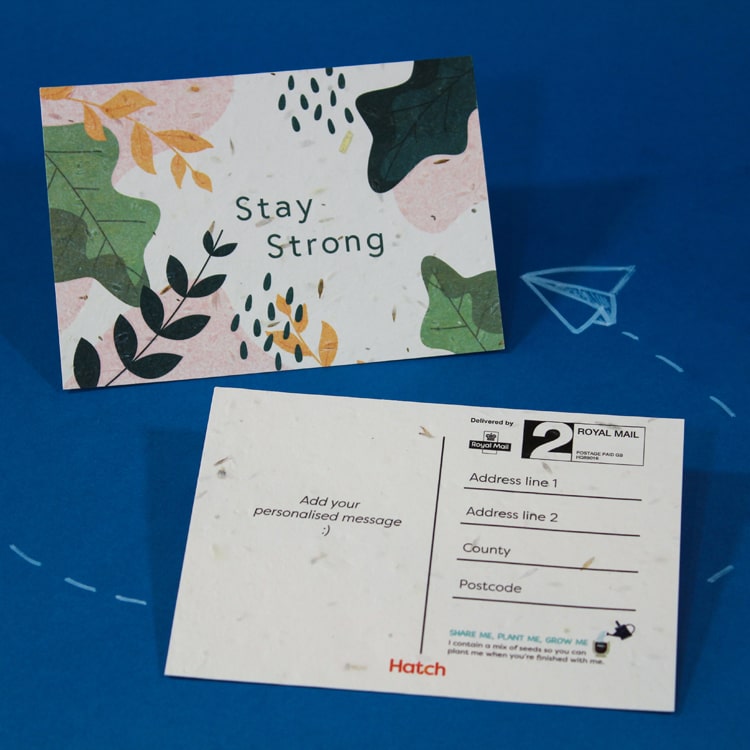 Stay
Strong
Delivered by
Royal Mail
2
ROYAL MAIL
POSTAGE PAID GB
HQ89016
Add your
personalised message
:)
Address line 1
Address line 2
County
Postcode
SHARE ME, PLANT ME, GROW ME
I contain a mix of seeds so you can
plant me when you're finished with me.
Hatch